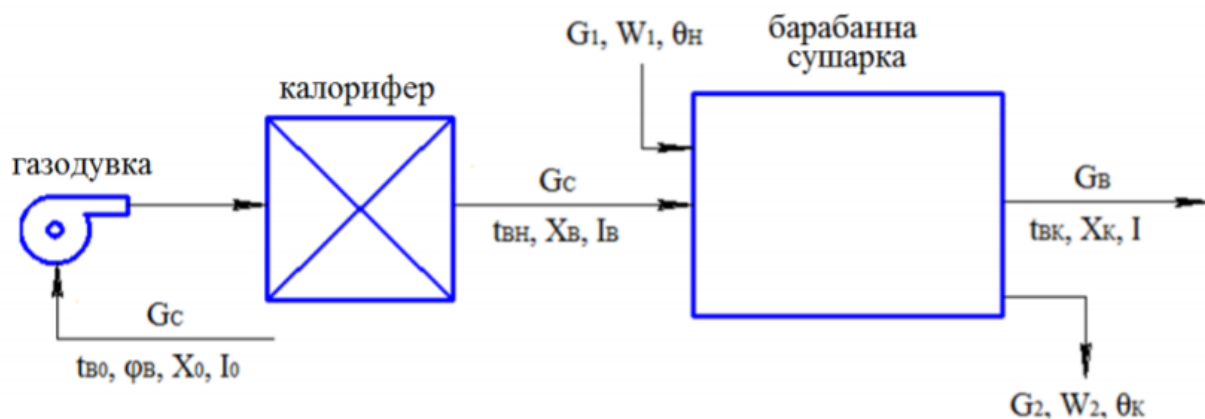 барабанна
сушарка
G₁, W₁, θН
калорифер
газодувка
GС
tВН, XВ, IВ
GВ
tВК, XК, I
GС
tВ0, φВ, X₀, I₀
G₂, W₂, θК